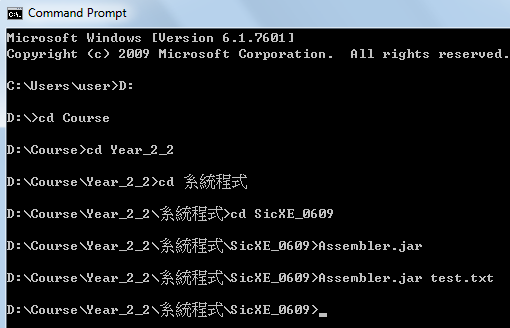 Command Prompt
Microsoft Windows [Version 6.1.7601]
Copyright (c) 2009 Microsoft Corporation.  All rights reserved.
C:\Users\user>D:
D:\>cd Course
D:\Course>cd Year_2_2
D:\Course\Year_2_2>cd 系統程式
D:\Course\Year_2_2\系統程式>cd SicXE_0609
D:\Course\Year_2_2\系統程式\SicXE_0609>Assembler.jar
D:\Course\Year_2_2\系統程式\SicXE_0609>Assembler.jar test.txt
D:\Course\Year_2_2\系統程式\SicXE_0609>